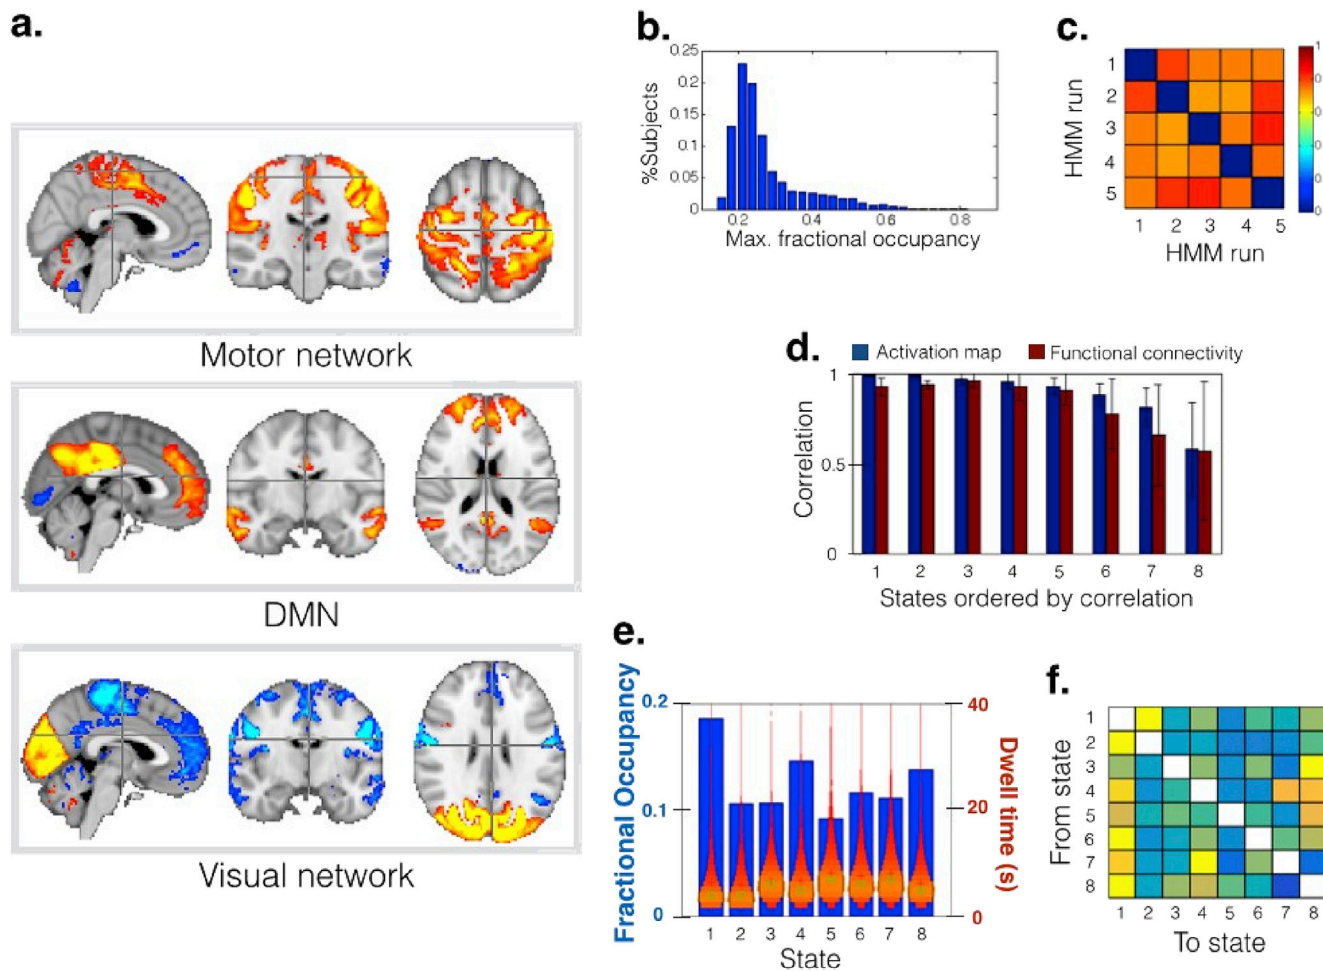 a.
Motor network
DMN
Visual network
b.
%Subjects
0.25
0.2
0.15
0.1
0.05
0
0.2
0.4
0.6
0.8
Max. fractional occupancy
c.
HMM run
1
2
3
4
5
1 2 3 4 5
HMM run
1
d.
Activation map
Functional connectivity
Correlation
1
0.5
0
1 2 3 4 5 6 7 8
States ordered by correlation
e.
Fractional Occupancy
0.2
0.1
0
40
20
0
Dwell time (s)
1 2 3 4 5 6 7 8
State
f.
From state
1
2
3
4
5
6
7
8
1 2 3 4 5 6 7 8
To state